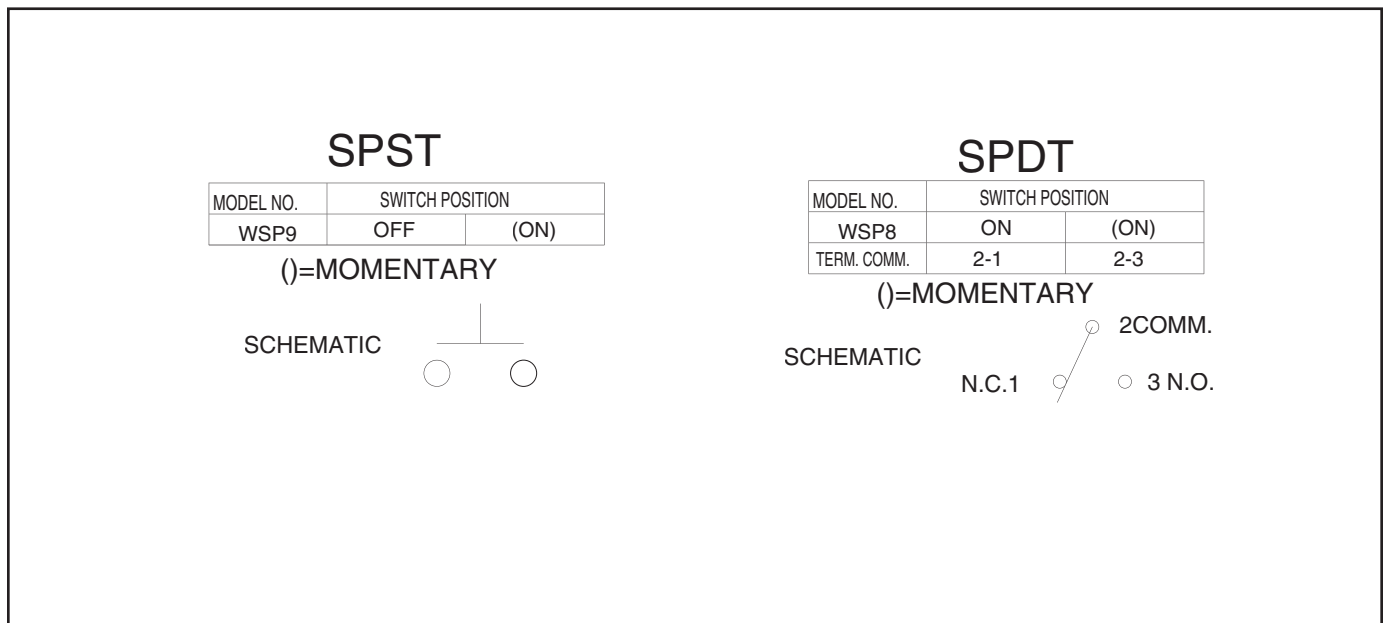 SPST
MODEL NO. SWITCH POSITION
WSP9 OFF (ON)
()=MOMENTARY
SCHEMATIC
SPDT
MODEL NO. SWITCH POSITION
WSP8 ON (ON)
TERM. COMM. 2-1 2-3
()=MOMENTARY
2COMM.
SCHEMATIC
N.C.1 3 N.O.